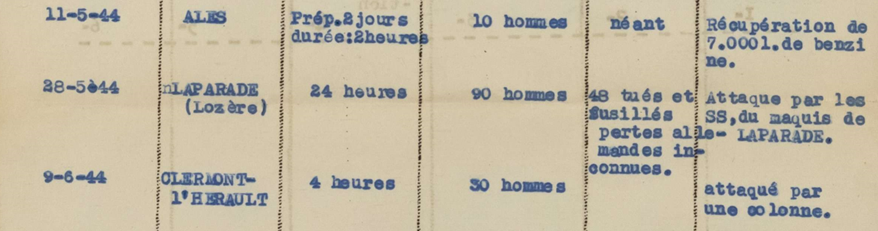 11-5-44 ALES Prép.2jours 10 hommes néant Récupération de
durée:2heures 7.000l.de benzi
ne.
28-5è44 nLAPARADE 24 heures 90 hommes 48 tués et Attaque par les
(Lozère) fusillés SS,du maquis de
pertes alle- LAPARADE.
mandes in-
connues.
9-6-44 CLERMONT- 4 heures 30 hommes attaqué par
l'HERAULT une colonne.